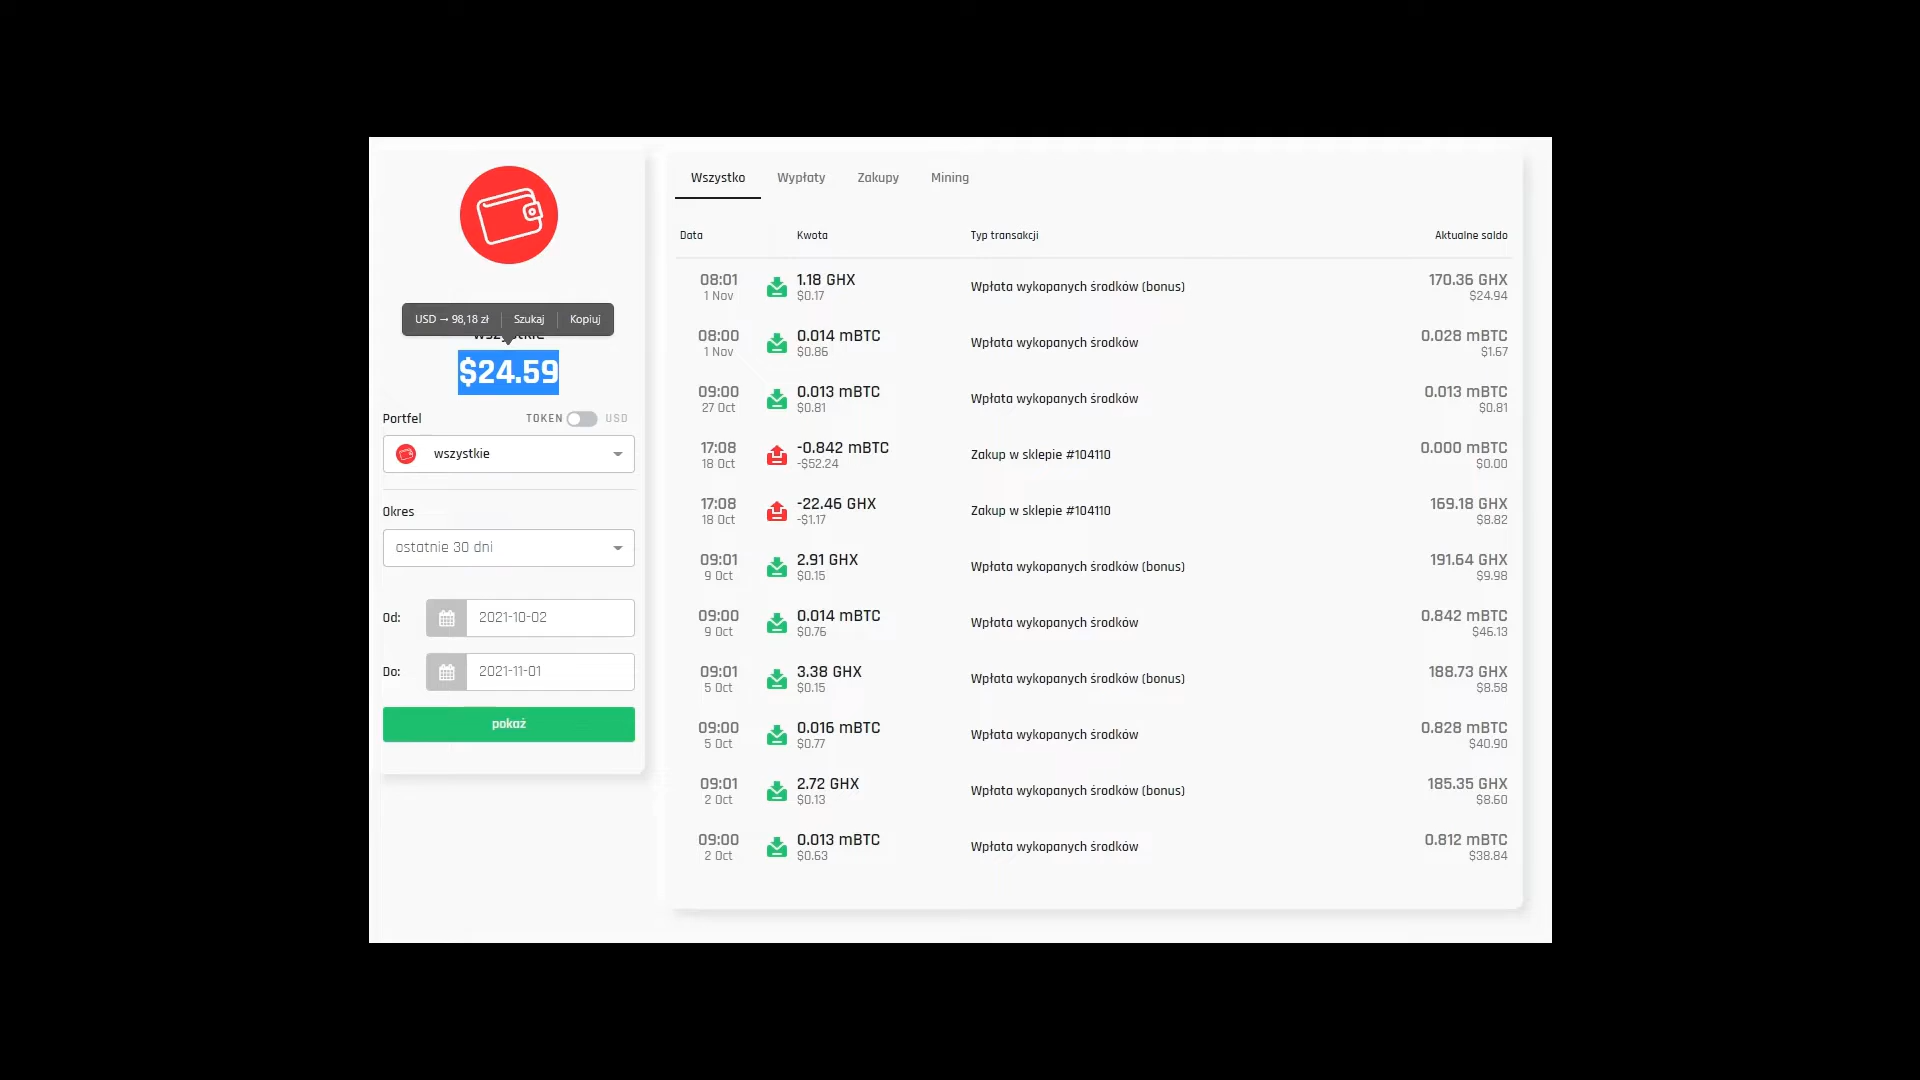 USD → 98,18 zł Szukaj Kopiuj
wszystkie
$24.59
Portfel TOKEN USD
wszystkie
Okres
ostatnie 30 dni
Od: 2021-10-02
Do: 2021-11-01
pokaż
Wszystko Wypłaty Zakupy Mining
Data Kwota Typ transakcji Aktualne saldo
08:01 1.18 GHX Wpłata wykopanych środków (bonus) 170.36 GHX
1 Nov $0.17 $24.94
08:00 0.014 mBTC Wpłata wykopanych środków 0.028 mBTC
1 Nov $0.86 $1.67
09:00 0.013 mBTC Wpłata wykopanych środków 0.013 mBTC
27 Oct $0.81 $0.81
17:08 -0.842 mBTC Zakup w sklepie #104110 0.000 mBTC
18 Oct -$52.24 $0.00
17:08 -22.46 GHX Zakup w sklepie #104110 169.18 GHX
18 Oct -$1.17 $8.82
09:01 2.91 GHX Wpłata wykopanych środków (bonus) 191.64 GHX
9 Oct $0.15 $9.98
09:00 0.014 mBTC Wpłata wykopanych środków 0.842 mBTC
9 Oct $0.76 $46.13
09:01 3.38 GHX Wpłata wykopanych środków (bonus) 188.73 GHX
5 Oct $0.15 $8.58
09:00 0.016 mBTC Wpłata wykopanych środków 0.828 mBTC
5 Oct $0.77 $40.90
09:01 2.72 GHX Wpłata wykopanych środków (bonus) 185.35 GHX
2 Oct $0.13 $8.60
09:00 0.013 mBTC Wpłata wykopanych środków 0.812 mBTC
2 Oct $0.63 $38.84